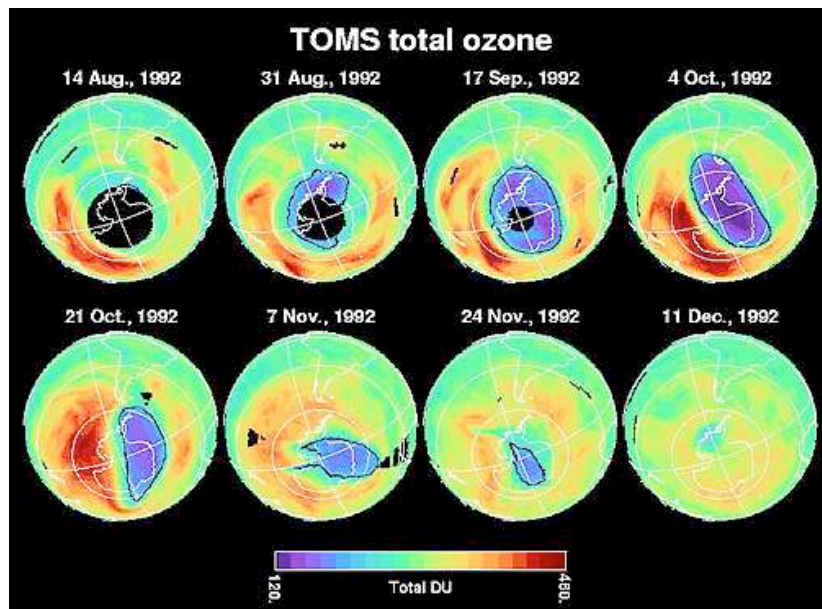 TOMS total ozone
14 Aug., 1992 31 Aug., 1992 17 Sep., 1992 4 Oct., 1992
21 Oct., 1992 7 Nov., 1992 24 Nov., 1992 11 Dec., 1992
120. Total DU 480.